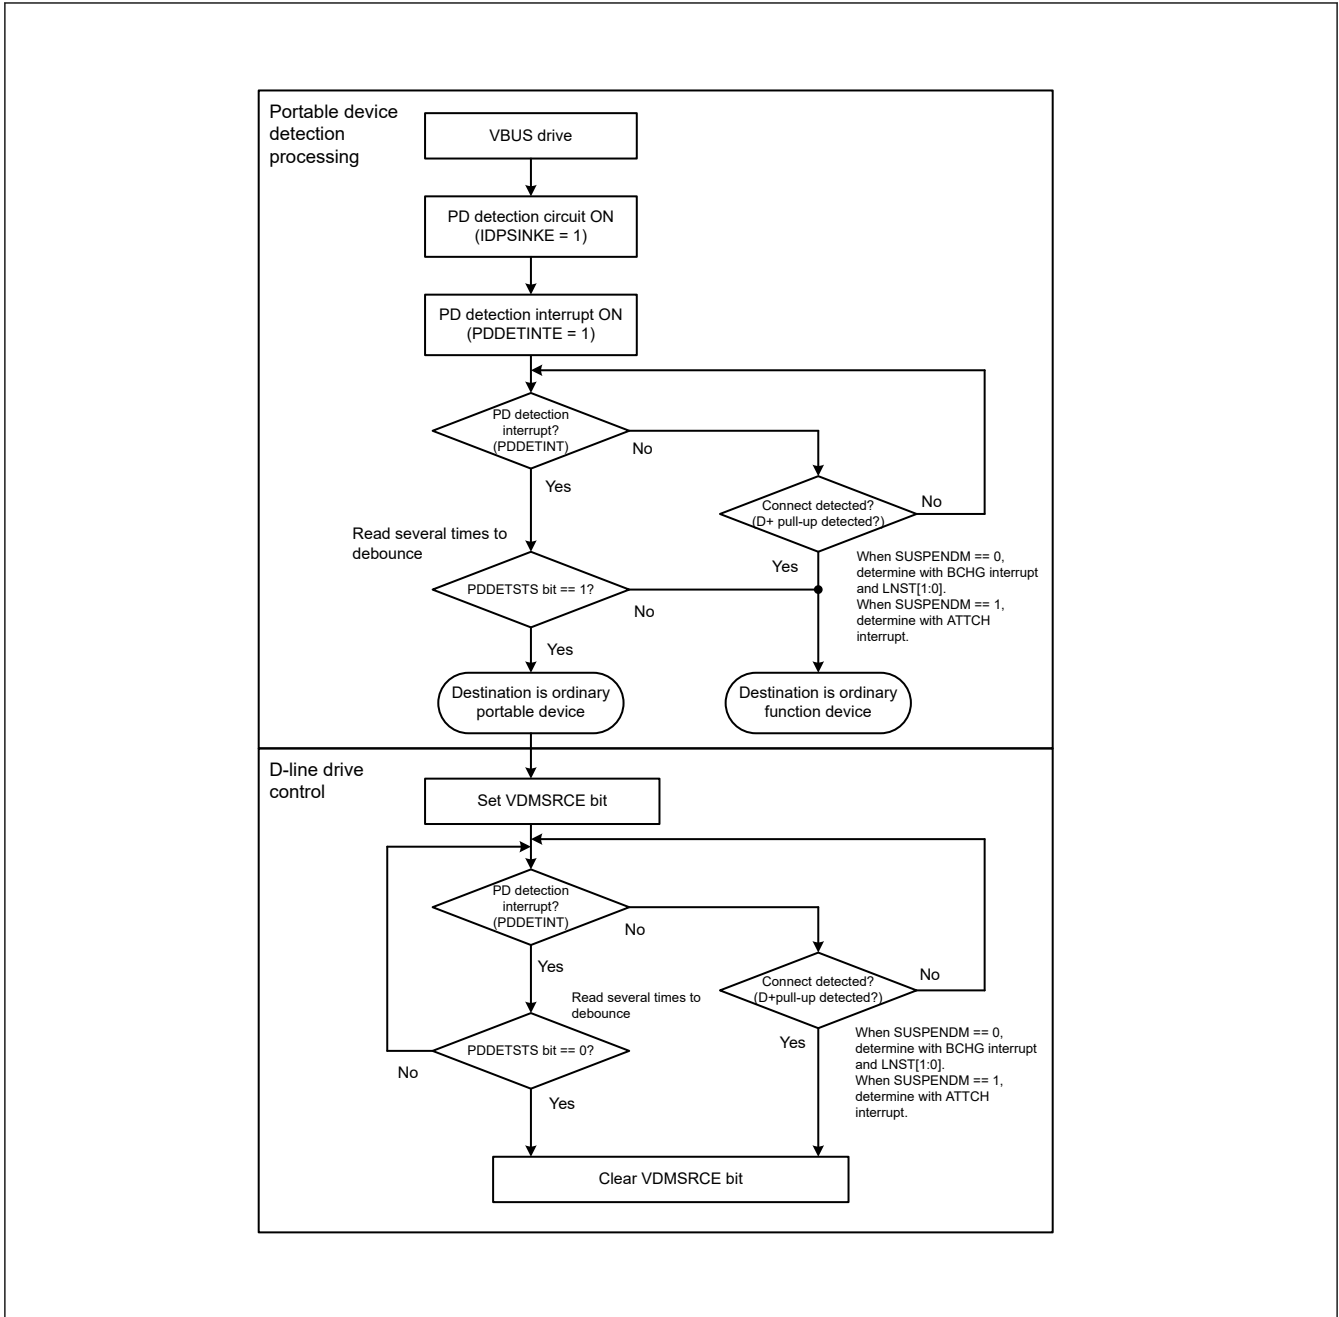 Portable device
detection
processing
VBUS drive
PD detection circuit ON
(IDPSINKE = 1)
PD detection interrupt ON
(PDDETINTE = 1)
PD detection
interrupt?
(PDDETINT)
No
Yes
Connect detected?
(D+ pull-up detected?)
No
Read several times to
debounce
Yes
When SUSPENDM == 0,
determine with BCHG interrupt
and LNST[1:0].
When SUSPENDM == 1,
determine with ATTCH
interrupt.
PDDETSTS bit == 1?
No
Yes
Destination is ordinary
portable device
Destination is ordinary
function device
D-line drive
control
Set VDMSRCE bit
PD detection
interrupt?
(PDDETINT)
No
Yes
Connect detected?
(D+pull-up detected?)
No
Read several times to
debounce
Yes
When SUSPENDM == 0,
determine with BCHG interrupt
and LNST[1:0].
When SUSPENDM == 1,
determine with ATTCH
interrupt.
PDDETSTS bit == 0?
No
Yes
Clear VDMSRCE bit